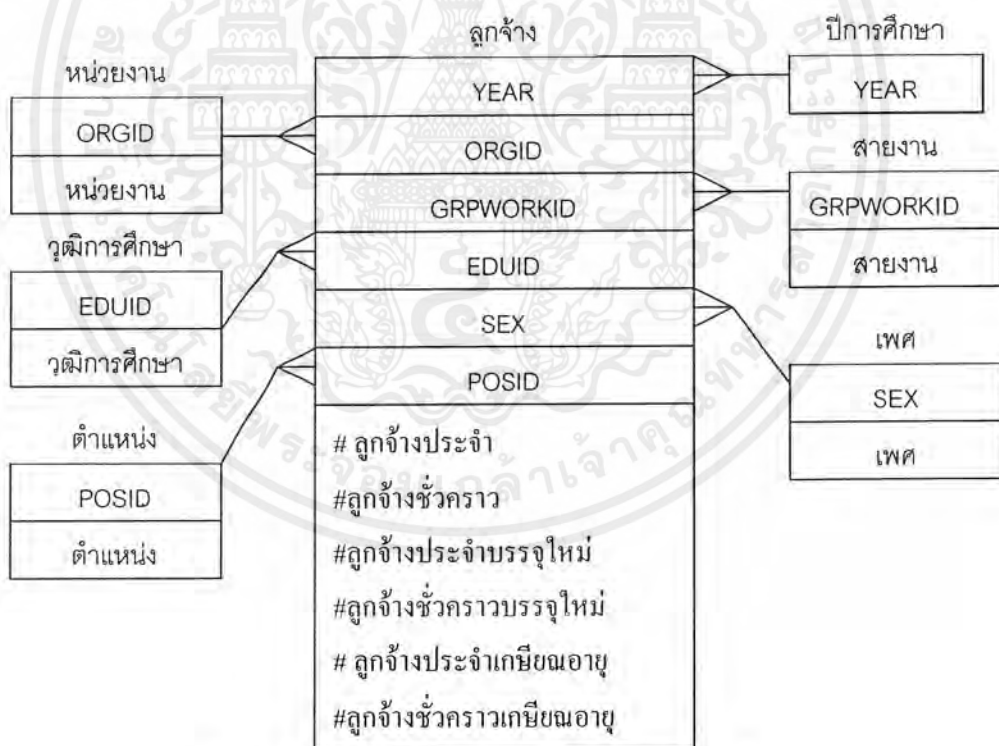 หน่วยงาน
ORGID
หน่วยงาน
วุฒิการศึกษา
EDUID
วุฒิการศึกษา
ตำแหน่ง
POSID
ตำแหน่ง
ลูกจ้าง
YEAR
ORGID
GRPWORKID
EDUID
SEX
POSID
# ลูกจ้างประจำ
#ลูกจ้างชั่วคราว
#ลูกจ้างประจำบรรจุใหม่
#ลูกจ้างชั่วคราวบรรจุใหม่
# ลูกจ้างประจำเกษียณอายุ
#ลูกจ้างชั่วคราวเกษียณอายุ
ปีการศึกษา
YEAR
สายงาน
GRPWORKID
สายงาน
เพศ
SEX
เพศ